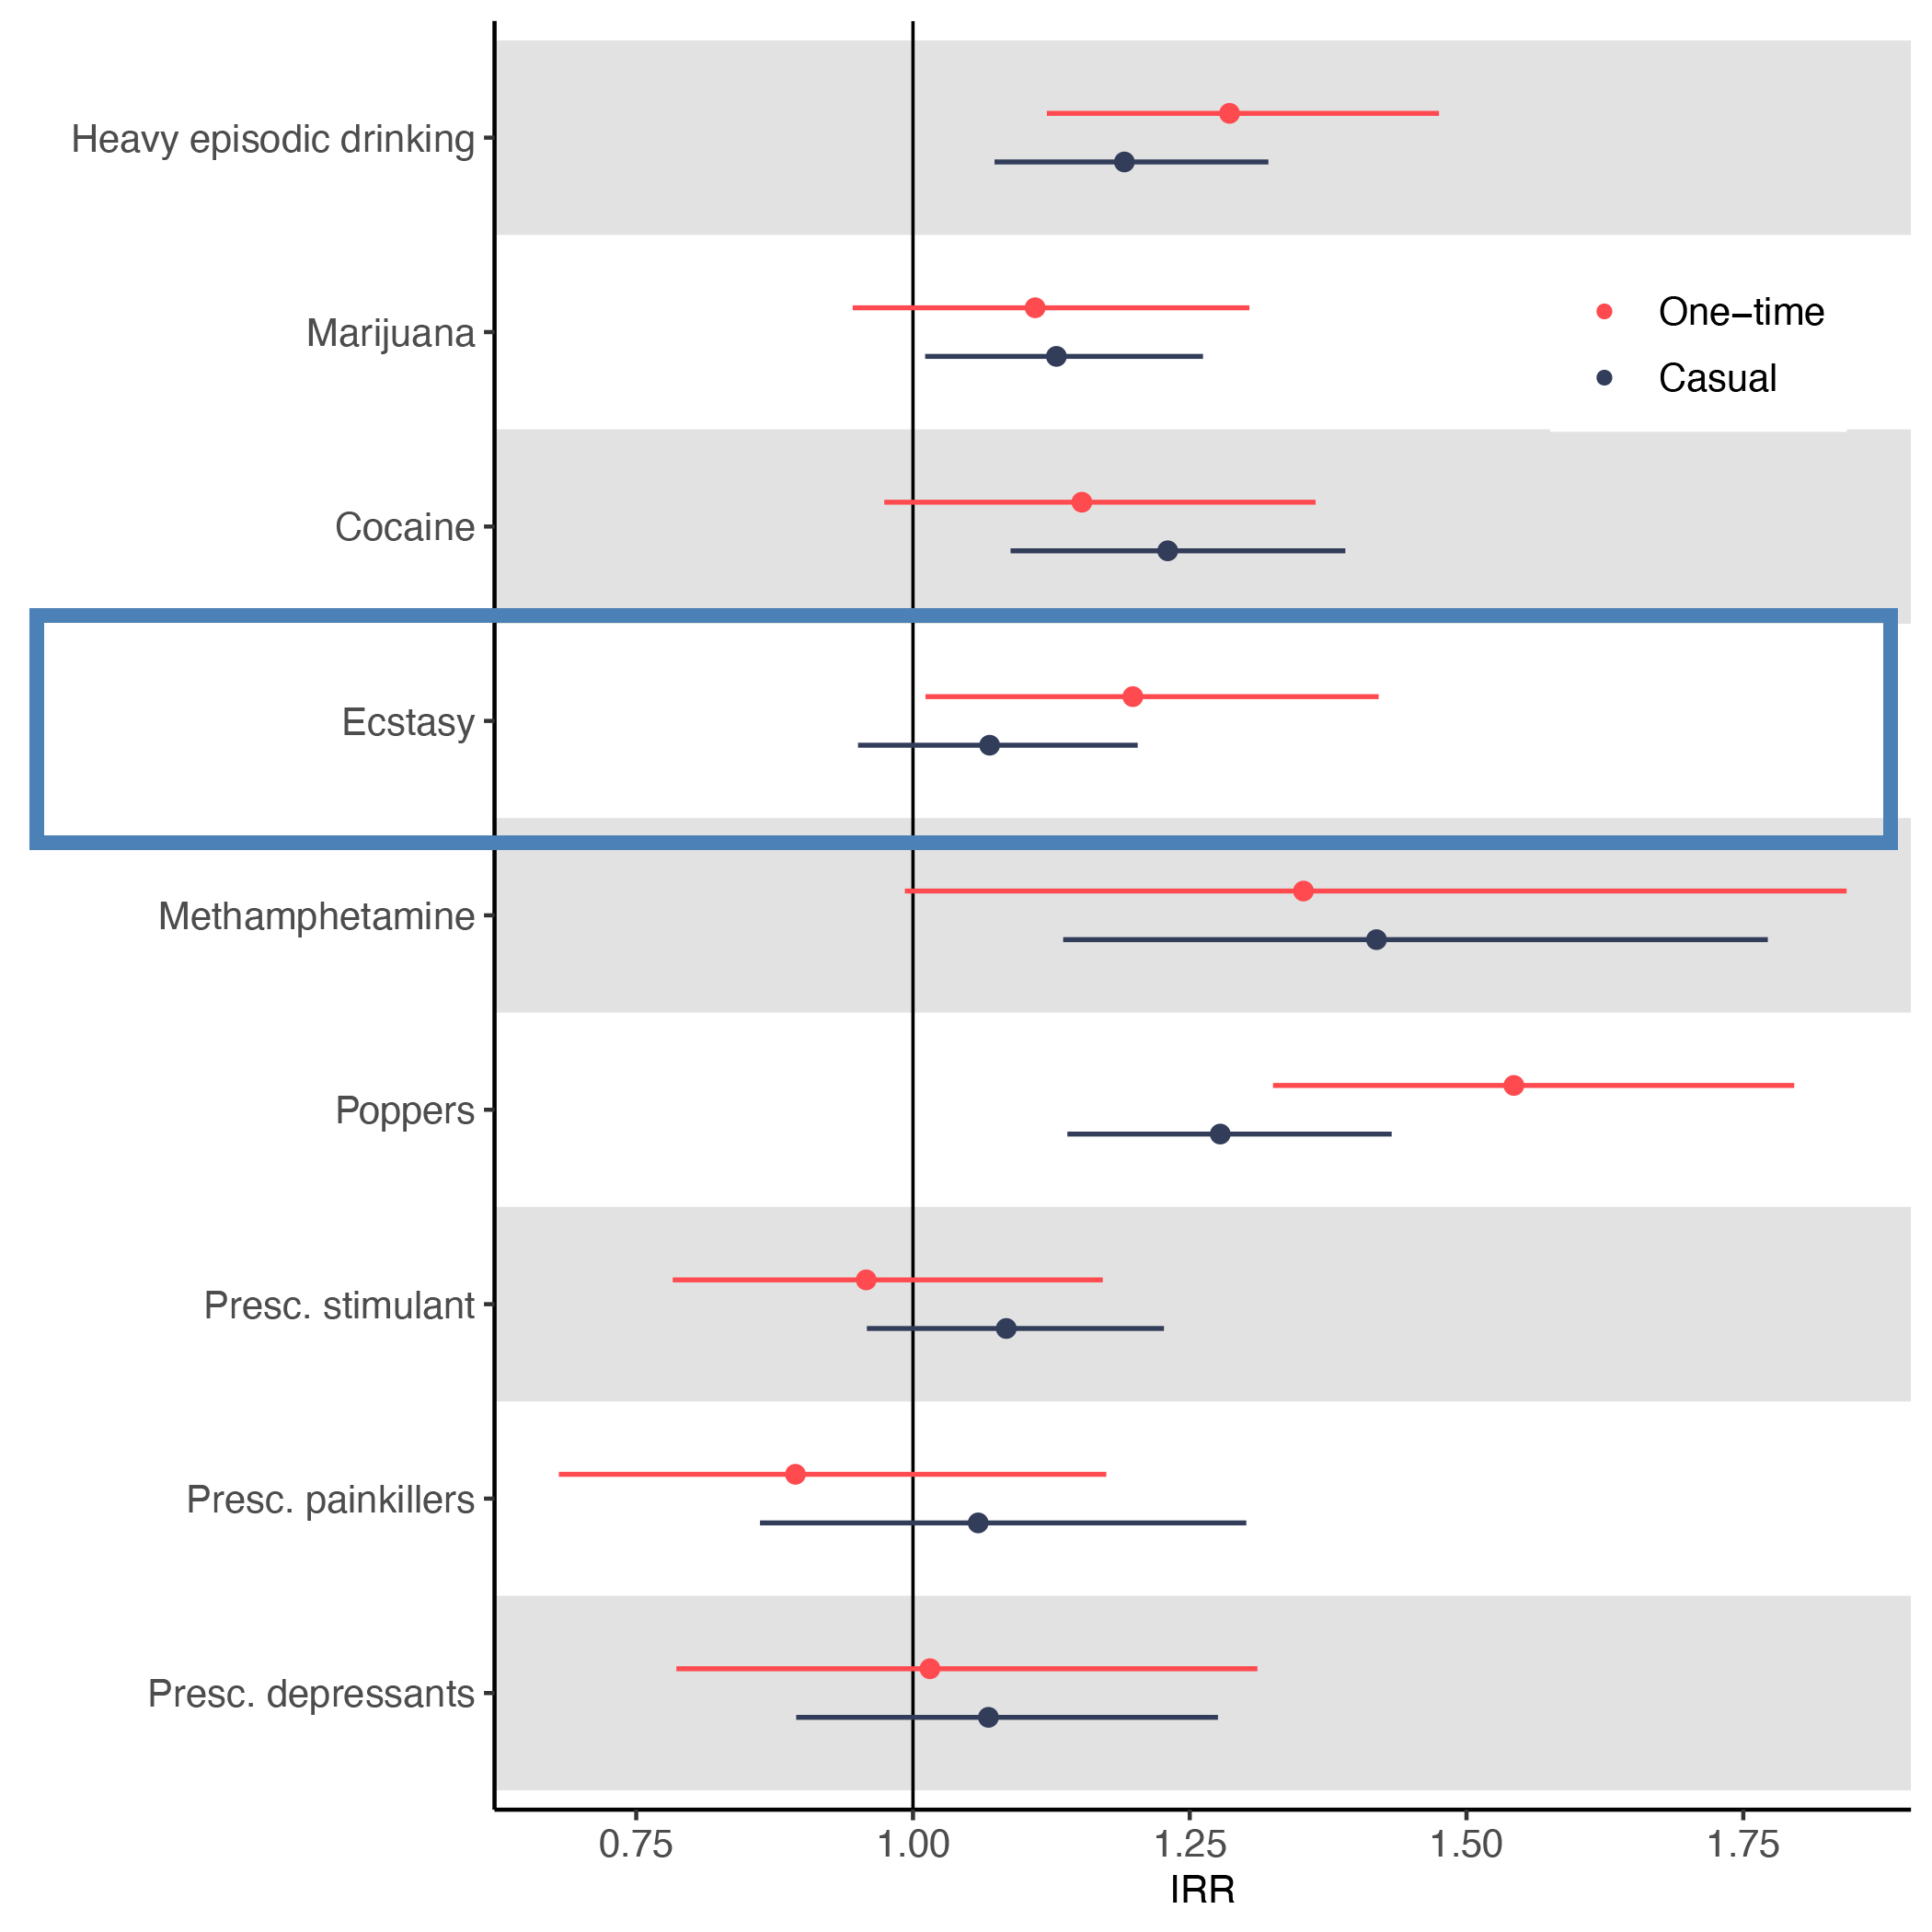 Heavy episodic drinking
Marijuana
One−time
Casual
Cocaine
Ecstasy
Methamphetamine
Poppers
Presc. stimulant
Presc. painkillers
Presc. depressants
0.75 1.00 1.25 1.50 1.75
IRR